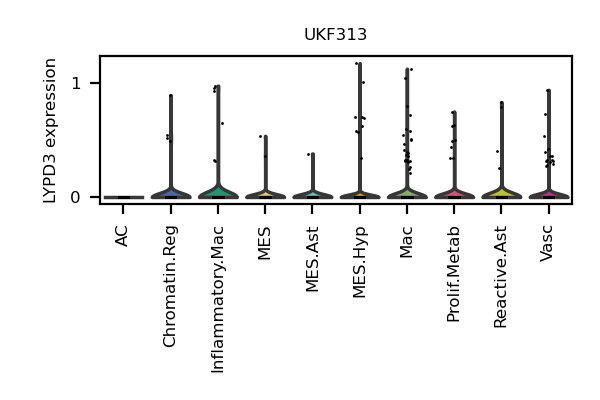 UKF313
LYPD3 expression
1
0
AC
Chromatin.Reg
Inflammatory.Mac
MES
MES.Ast
MES.Hyp
Mac
Prolif.Metab
Reactive.Ast
Vasc